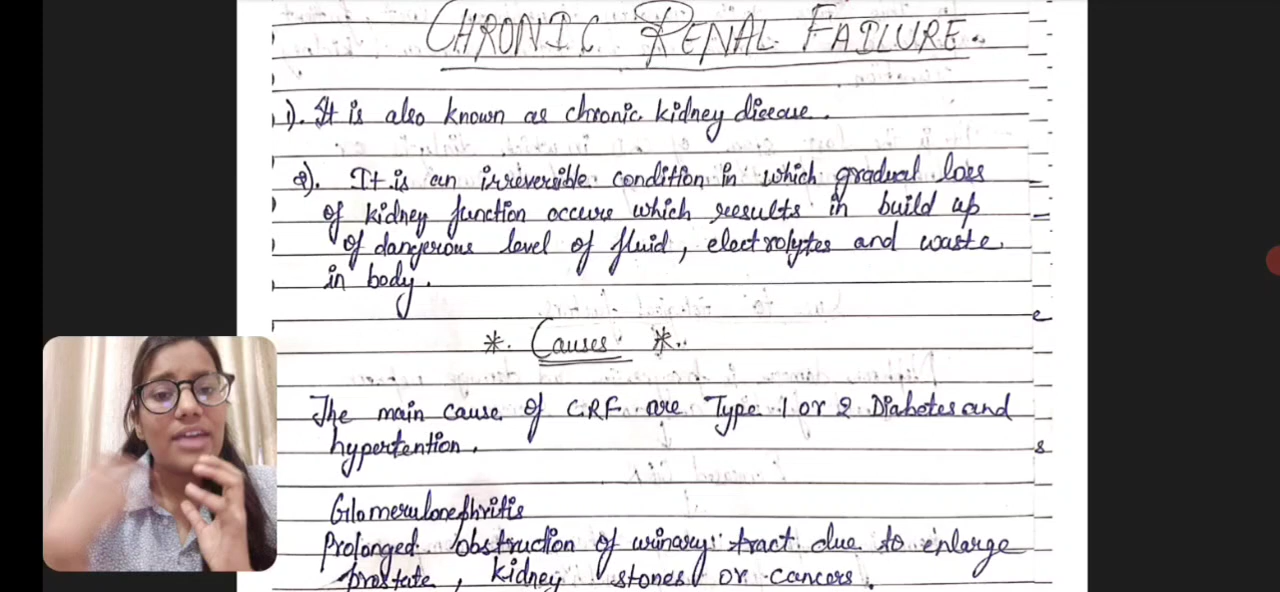 CHRONIC RENAL FAILURE.
1). It is also known as chronic kidney disease.
2). It is an irreversible condition in which gradual loss
of kidney function occurs which results in build up
of dangerous level of fluid, electrolytes and waste
in body.
*. Causes *.
The main cause of CRF are Type 1 or 2 Diabetes and
hypertention.
Glomerulonephritis
Prolonged obstruction of urinary tract due to enlarge
prostate, kidney stones or cancers.